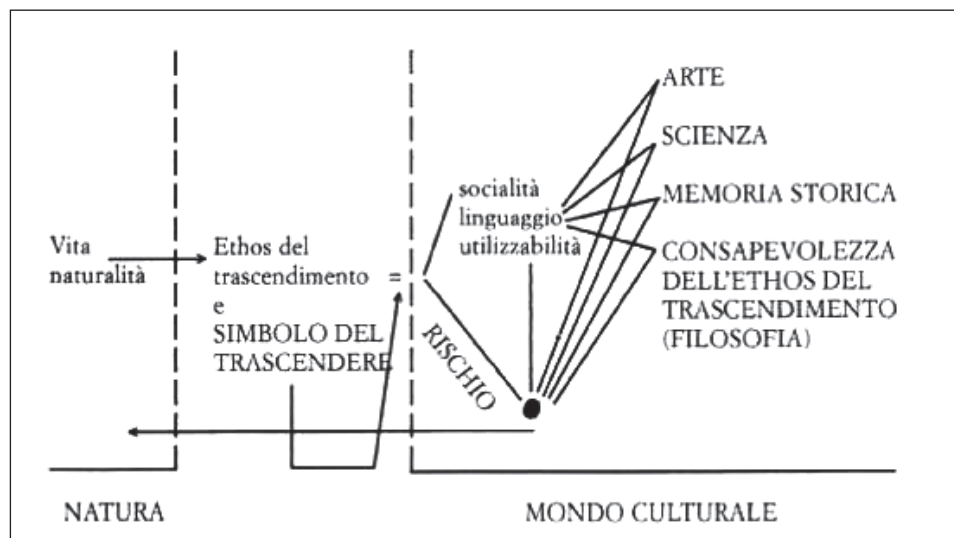 ARTE
SCIENZA
socialità
linguaggio
utilizzabilità
MEMORIA STORICA
Vita
naturalità
Ethos del
trascendimento =
e
SIMBOLO DEL
TRASCENDERE
CONSAPEVOLEZZA
DELL'ETHOS DEL
TRASCENDIMENTO
(FILOSOFIA)
RISCHIO
NATURA
MONDO CULTURALE